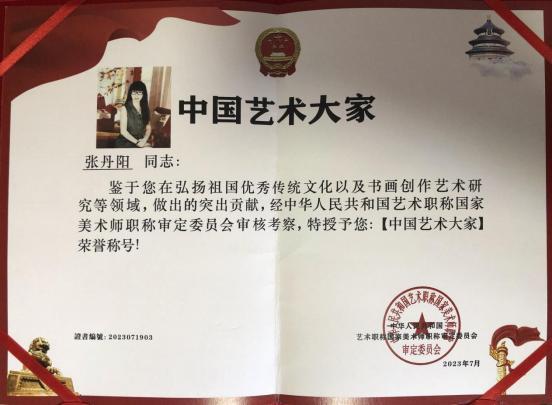 中国艺术大家
张丹阳 同志:
鉴于您在弘扬祖国优秀传统文化以及书画创作艺术研
究等领域，做出的突出贡献，经中华人民共和国艺术职称国家
美术师职称审定委员会审核考察，特授予您:【中国艺术大家】
荣誉称号!
中华人民共和国
證書編號: 2023071903
艺术职称国家美术师职称审定委员会
审定委员会
2023年7月